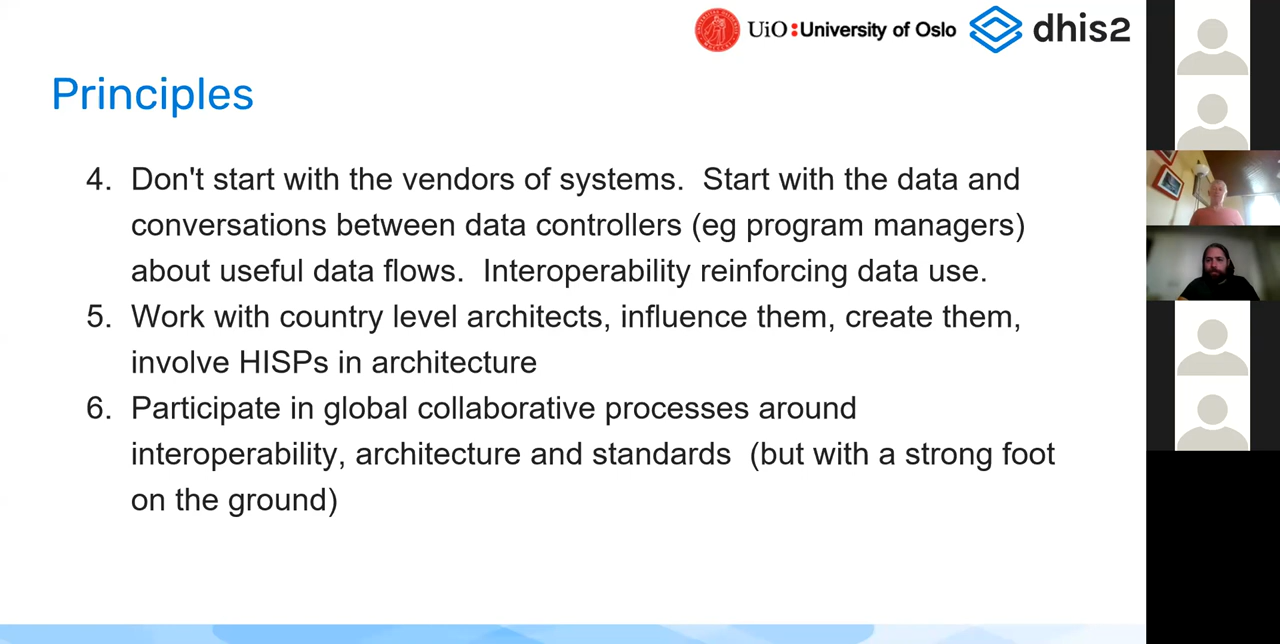 UiO:University of Oslo dhis2
Principles
4. Don't start with the vendors of systems.  Start with the data and
conversations between data controllers (eg program managers)
about useful data flows.  Interoperability reinforcing data use.
5. Work with country level architects, influence them, create them,
involve HISPs in architecture
6. Participate in global collaborative processes around
interoperability, architecture and standards  (but with a strong foot
on the ground)